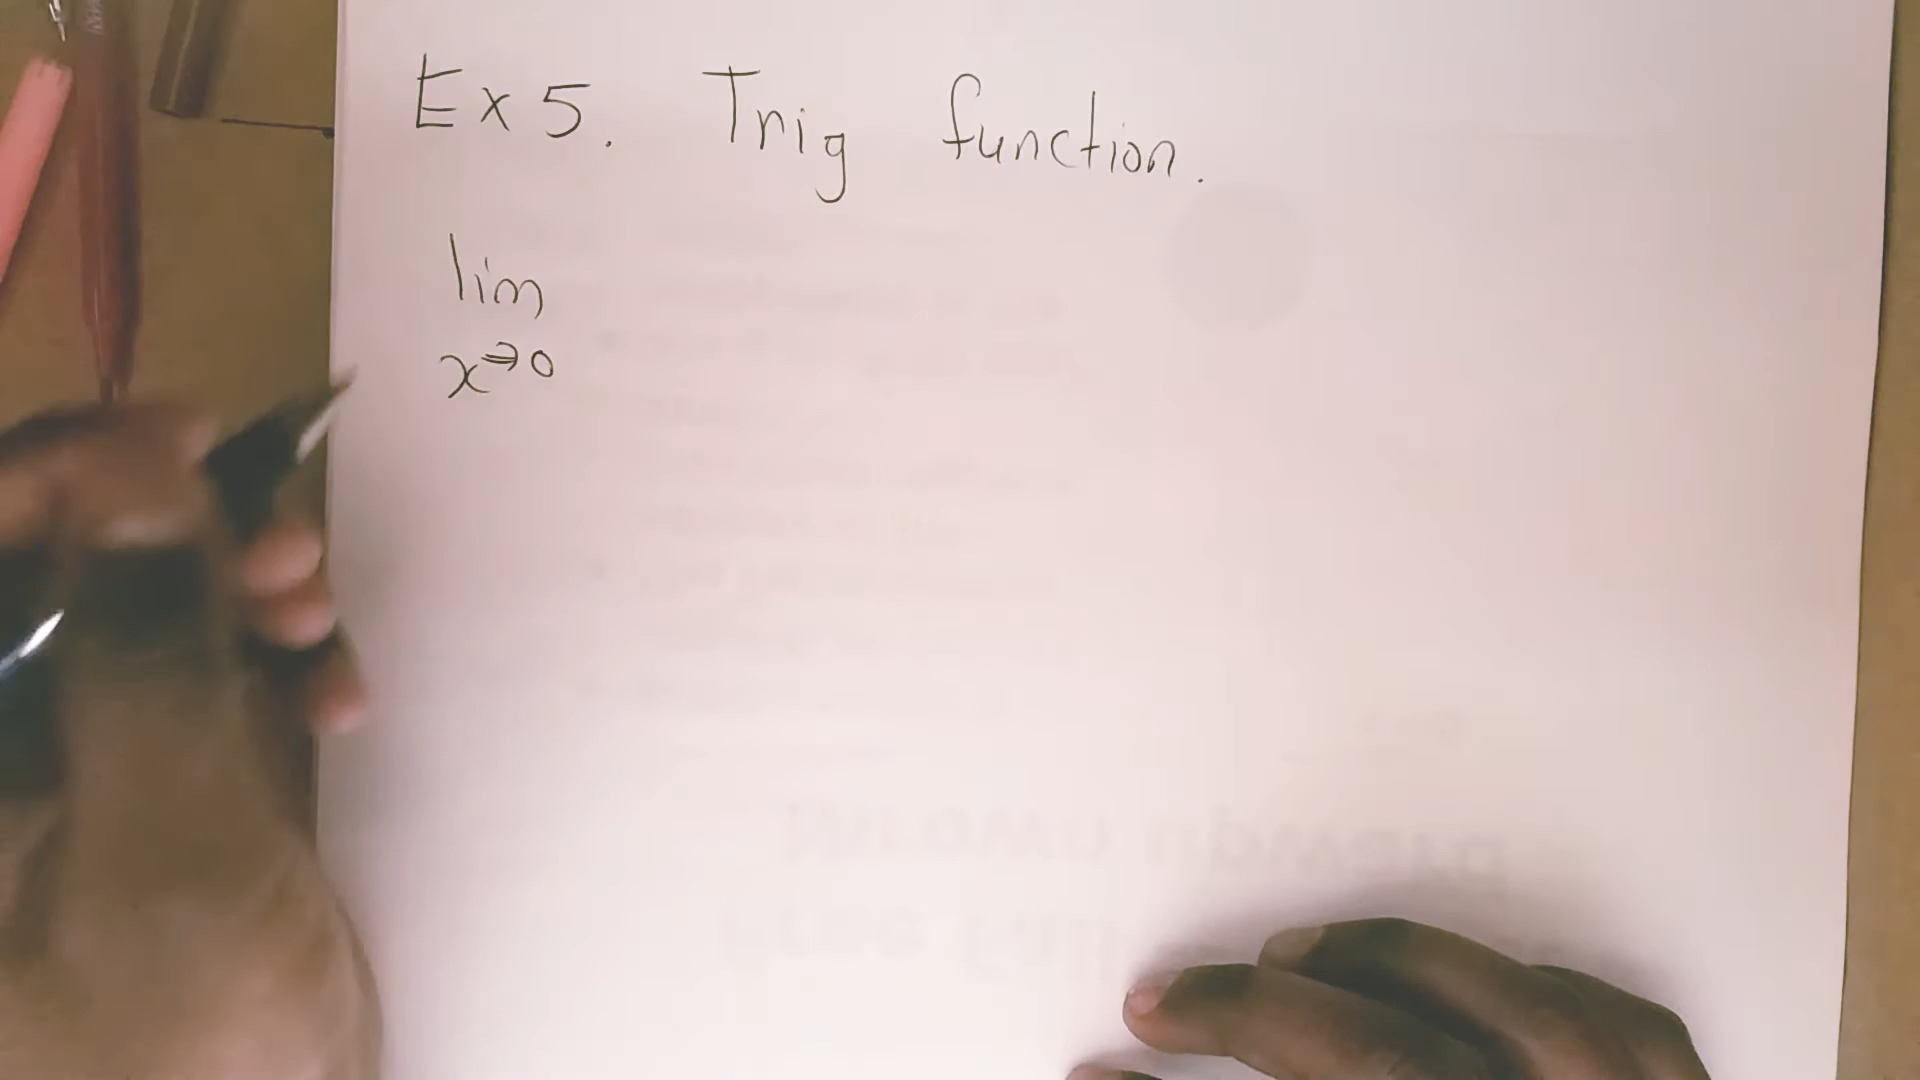 Ex 5. Trig function.
lim
x→0